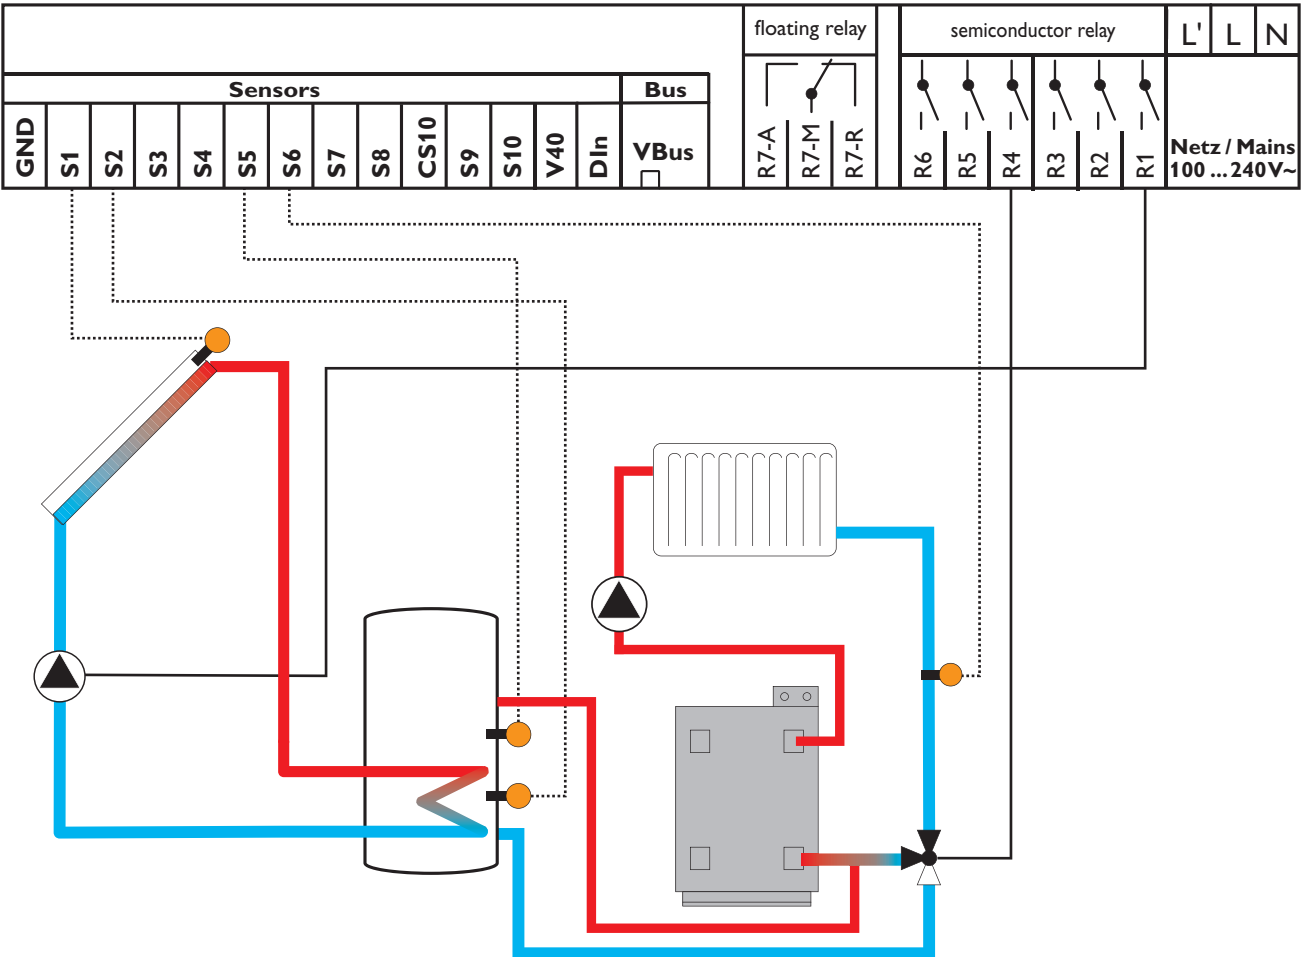 floating relay
semiconductor relay
L'
L
N
Sensors
Bus
GND
S1
S2
S3
S4
S5
S6
S7
S8
CS10
S9
S10
V40
DIn
VBus
R7-A
R7-M
R7-R
R6
R5
R4
R3
R2
R1
Netz / Mains
100 ... 240 V~